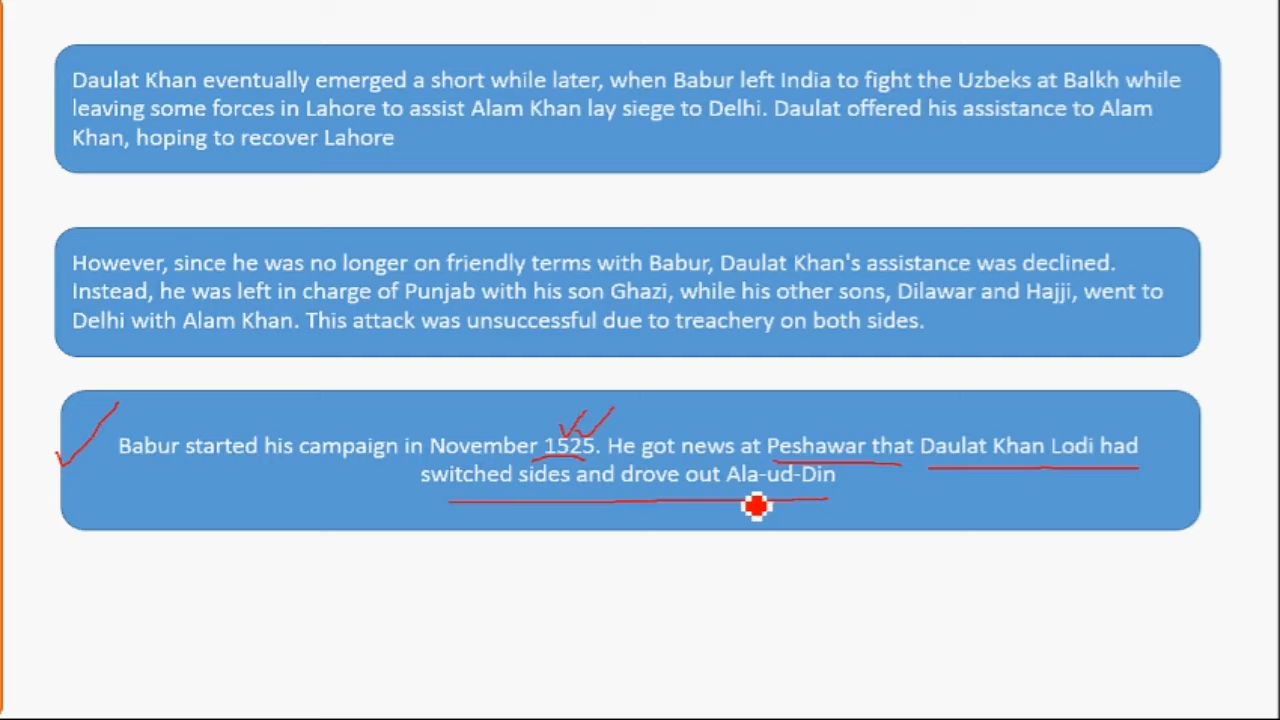 Daulat Khan eventually emerged a short while later, when Babur left India to fight the Uzbeks at Balkh while
leaving some forces in Lahore to assist Alam Khan lay siege to Delhi. Daulat offered his assistance to Alam
Khan, hoping to recover Lahore
However, since he was no longer on friendly terms with Babur, Daulat Khan's assistance was declined.
Instead, he was left in charge of Punjab with his son Ghazi, while his other sons, Dilawar and Hajji, went to
Delhi with Alam Khan. This attack was unsuccessful due to treachery on both sides.
Babur started his campaign in November 1525. He got news at Peshawar that Daulat Khan Lodi had
switched sides and drove out Ala-ud-Din